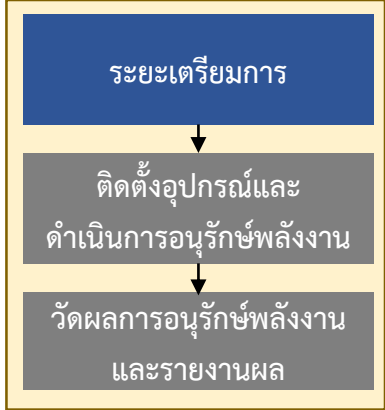 ระยะเตรียมการ
ติดตั้งอุปกรณ์และ
ดำเนินการอนุรักษ์พลังงาน
วัดผลการอนุรักษ์พลังงาน
และรายงานผล